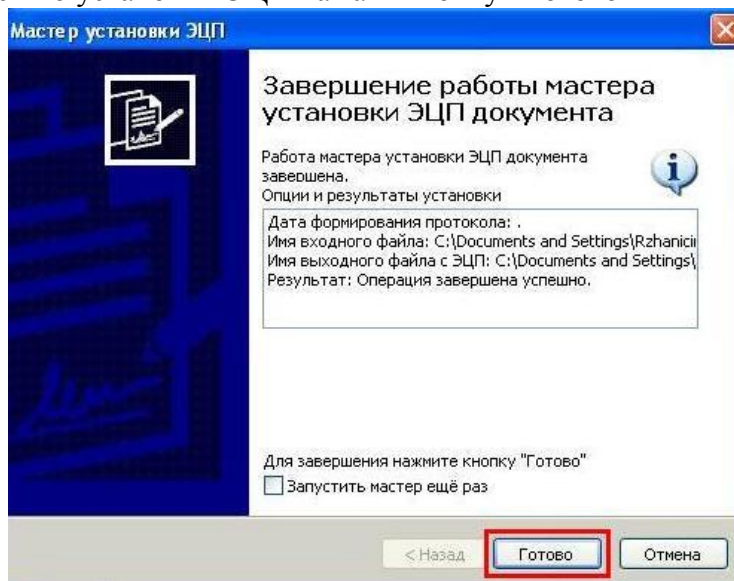 Мастер установки ЭЦП
Завершение работы мастера
установки ЭЦП документа
Работа мастера установки ЭЦП документа
завершена.
Опции и результаты установки
Дата формирования протокола: .
Имя входного файла: C:\Documents and Settings\Rzhanicin
Имя выходного файла с ЭЦП: C:\Documents and Settings\
Результат: Операция завершена успешно.
Для завершения нажмите кнопку "Готово"
Запустить мастер ещё раз
< Назад Готово Отмена